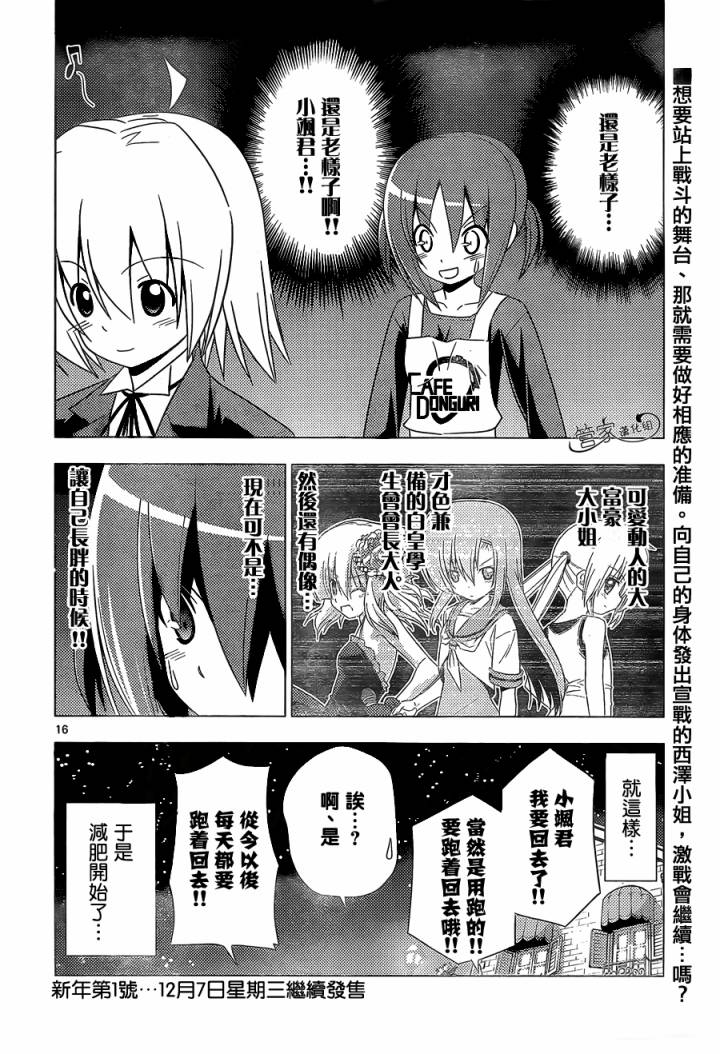 還是老樣子…
還是老樣子啊!!
小颯君…!!
CAFE
DONGURI
管家漢化組
可愛動人的大
富豪
大小姐
才色兼
備的白皇學
生會會長大人。
然後還有偶像…
現在可不是…
讓自己長胖的時候!!
16
就這樣…
小颯君
我要回去了!!
當然是用跑的
要跑着回去哦!!
誒…?
啊、是
從今以後
每天都要
跑着回去!!
于是
減肥開始了…
■想要站上戰斗的舞台、那就需要做好相應的准備。向自己的身体發出宣戰的西澤小姐，激戰會繼續…嗎?
新年第1號…12月7日星期三繼續發售